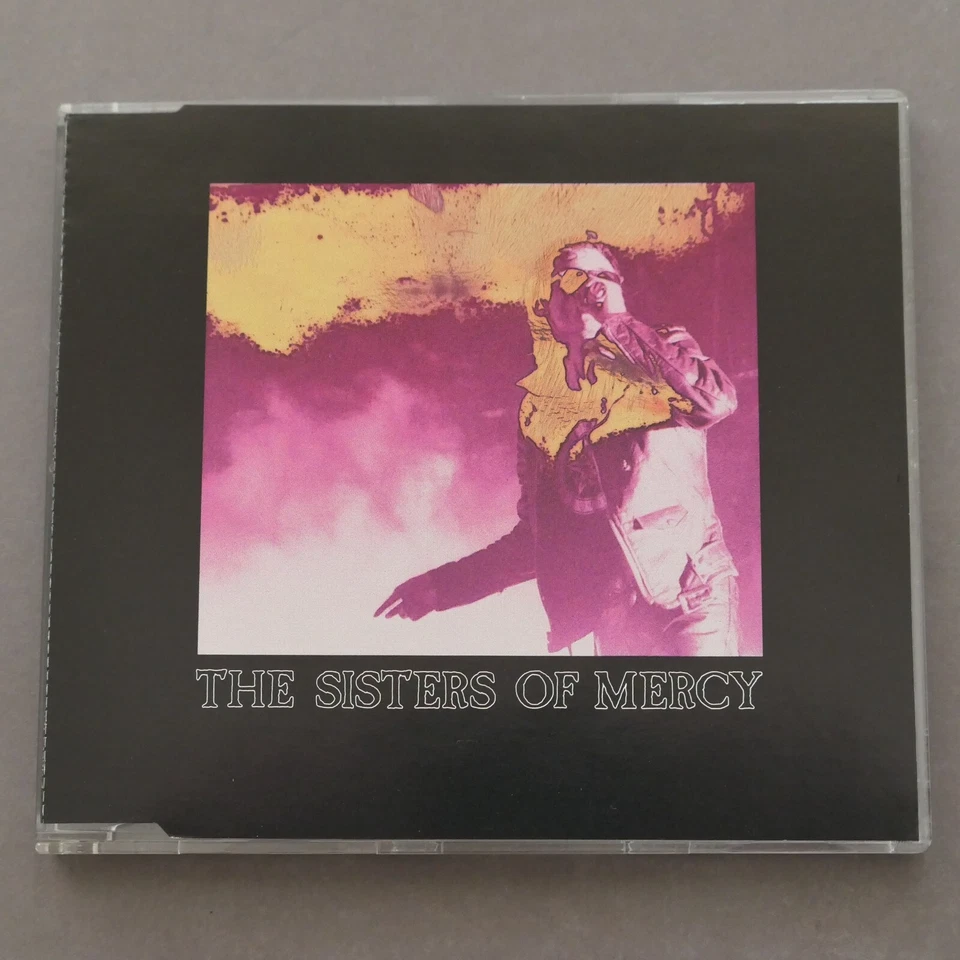 THE SISTERS OF MERCY